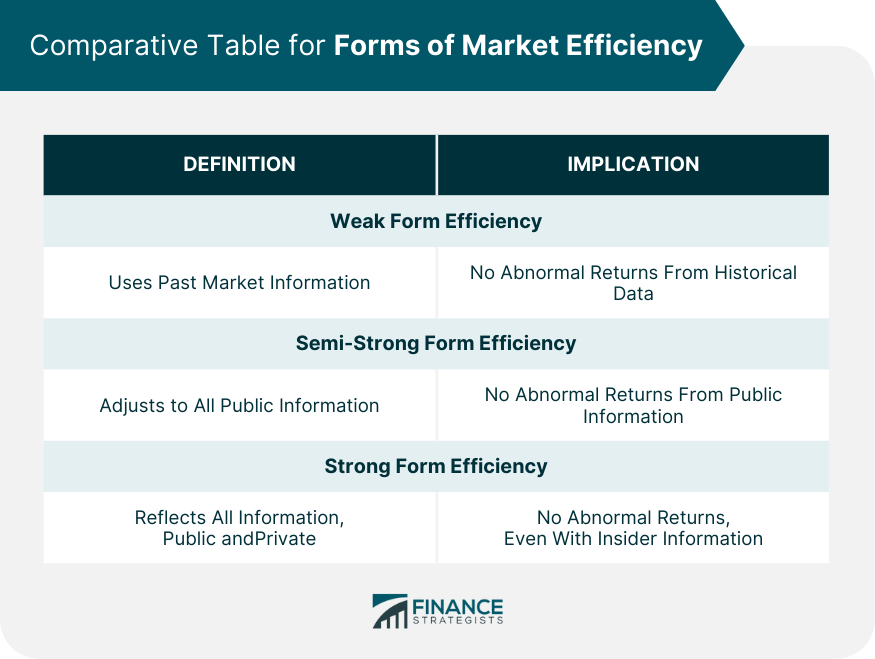 Comparative Table for Forms of Market Efficiency
DEFINITION
IMPLICATION
Weak Form Efficiency
Uses Past Market Information
No Abnormal Returns From Historical
Data
Semi-Strong Form Efficiency
Adjusts to All Public Information
No Abnormal Returns From Public
Information
Strong Form Efficiency
Reflects All Information,
Public andPrivate
No Abnormal Returns,
Even With Insider Information
FINANCE
STRATEGISTS